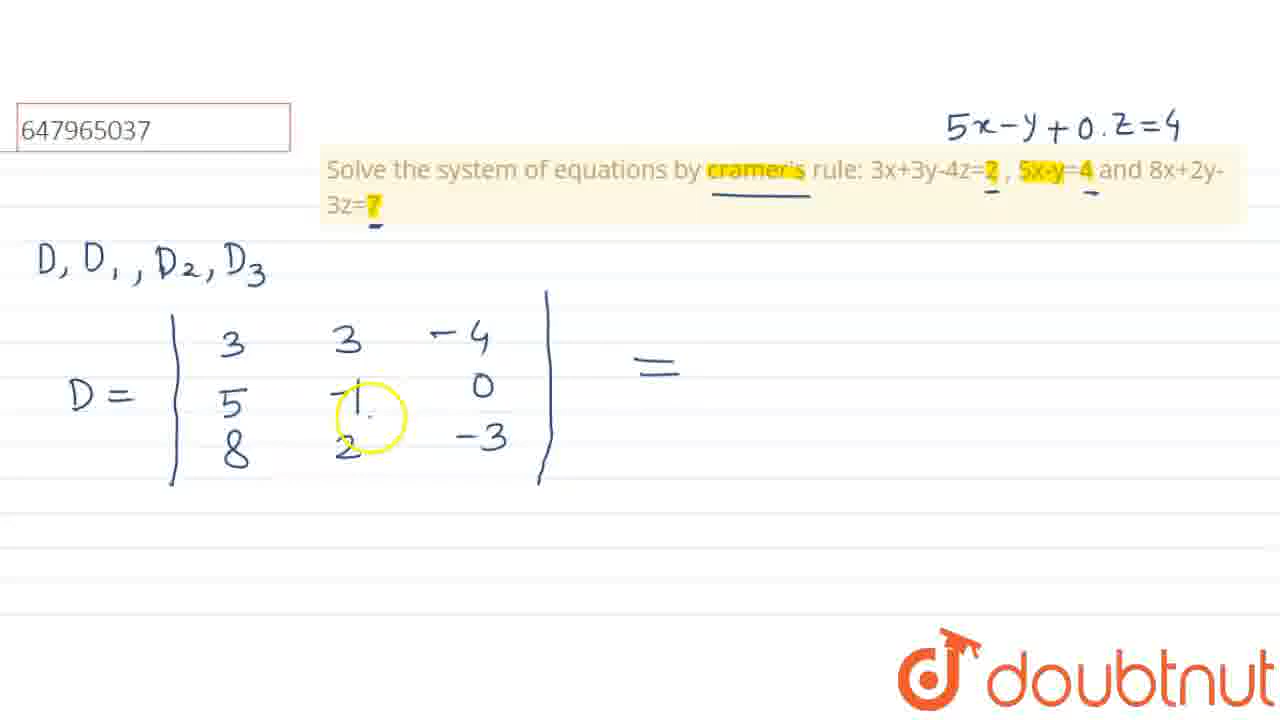 647965037
5x-y+0.z=4
Solve the system of equations by cramer's rule: 3x+3y-4z=2 , 5x-y=4 and 8x+2y-
3z=7
D, D1, , D2, D3
3 3 -4
D = 5 -1 0 =
8 2 -3
doubtnut